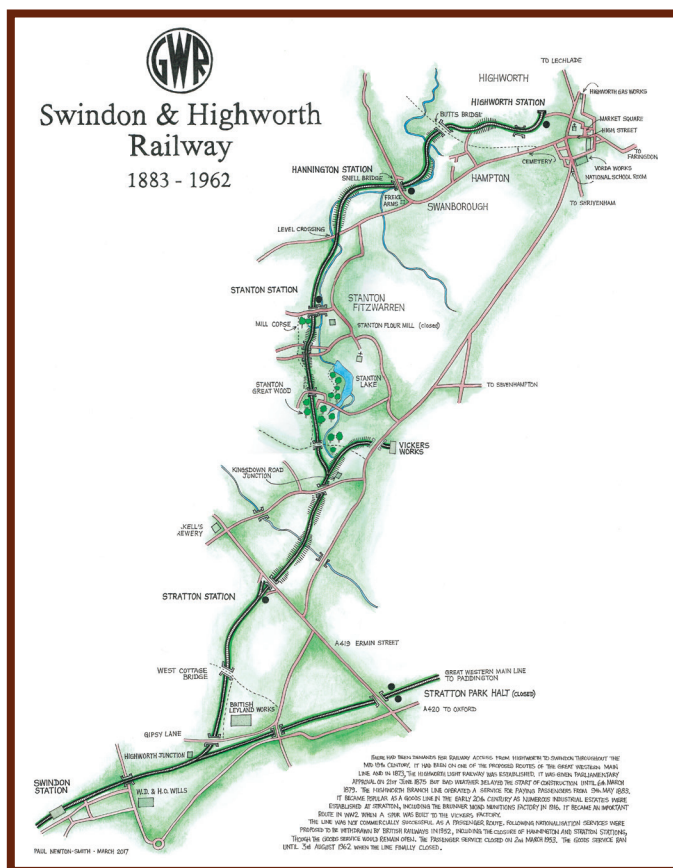 GWR
Swindon & Highworth
Railway
1883 - 1962
TO LECHLADE
HIGHWORTH
HIGHWORTH GAS WORKS
HIGHWORTH STATION
BUTTS BRIDGE
MARKET SQUARE
HIGH STREET
TO
FARINGDON
CEMETERY
VORDA WORKS
NATIONAL SCHOOL ROOM
HANNINGTON STATION
SNELL BRIDGE
HAMPTON
FREKE
ARMS
SWANBOROUGH
TO SHRIVENHAM
LEVEL CROSSING
STANTON STATION
STANTON
FITZWARREN
MILL COPSE
STANTON FLOUR MILL (closed)
STANTON
LAKE
TO SEVENHAMPTON
STANTON
GREAT WOOD
VICKERS
WORKS
KINGSDOWN ROAD
JUNCTION
KELL'S
REWERY
STRATTON STATION
A419 ERMIN STREET
WEST COTTAGE
BRIDGE
GREAT WESTERN MAIN LINE
TO PADDINGTON
STRATTON PARK HALT (CLOSED)
BRITISH
LEYLAND WORKS
A420 TO OXFORD
GIPSY LANE
HIGHWORTH JUNCTION
SWINDON
STATION
W.D. & H.O. WILLS
THERE HAD BEEN DEMANDS FOR RAILWAY ACCESS FROM HIGHWORTH TO SWINDON THROUGHOUT THE
MID 19th CENTURY. IT HAD BEEN ON ONE OF THE PROPOSED ROUTES OF THE GREAT WESTERN MAIN
LINE AND IN 1873, THE HIGHWORTH LIGHT RAILWAY WAS ESTABLISHED. IT WAS GIVEN PARLIAMENTARY
APPROVAL ON 21st JUNE 1875 BUT BAD WEATHER DELAYED THE START OF CONSTRUCTION UNTIL 6th MARCH
1879. THE HIGHWORTH BRANCH LINE OPERATED A SERVICE FOR PAYING PASSENGERS FROM 9th MAY 1883.
IT BECAME POPULAR AS A GOODS LINE IN THE EARLY 20th CENTURY AS NUMEROUS INDUSTRIAL ESTATES WERE
ESTABLISHED AT STRATTON, INCLUDING THE BRUNNER MOND MUNITIONS FACTORY IN 1916. IT BECAME AN IMPORTANT
ROUTE IN WW2 WHEN A SPUR WAS BUILT TO THE VICKERS FACTORY.
THE LINE WAS NOT COMMERCIALLY SUCCESSFUL AS A PASSENGER ROUTE. FOLLOWING NATIONALISATION SERVICES WERE
PROPOSED TO BE WITHDRAWN BY BRITISH RAILWAYS IN 1952, INCLUDING THE CLOSURE OF HANNINGTON AND STRATTON STATIONS,
THOUGH THE GOODS SERVICE WOULD REMAIN OPEN. THE PASSENGER SERVICE CLOSED ON 2nd MARCH 1953. THE GOODS SERVICE RAN
UNTIL 3rd AUGUST 1962 WHEN THE LINE FINALLY CLOSED.
PAUL NEWTON-SMITH - MARCH 2017